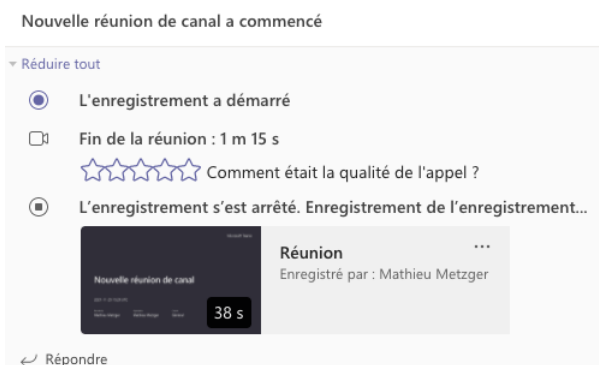 Nouvelle réunion de canal a commencé
Réduire tout
L'enregistrement a démarré
Fin de la réunion : 1 m 15 s
Comment était la qualité de l'appel ?
L’enregistrement s’est arrêté. Enregistrement de l’enregistrement...
Nouvelle réunion de canal
38 s
Réunion
...
Enregistré par : Mathieu Metzger
Répondre